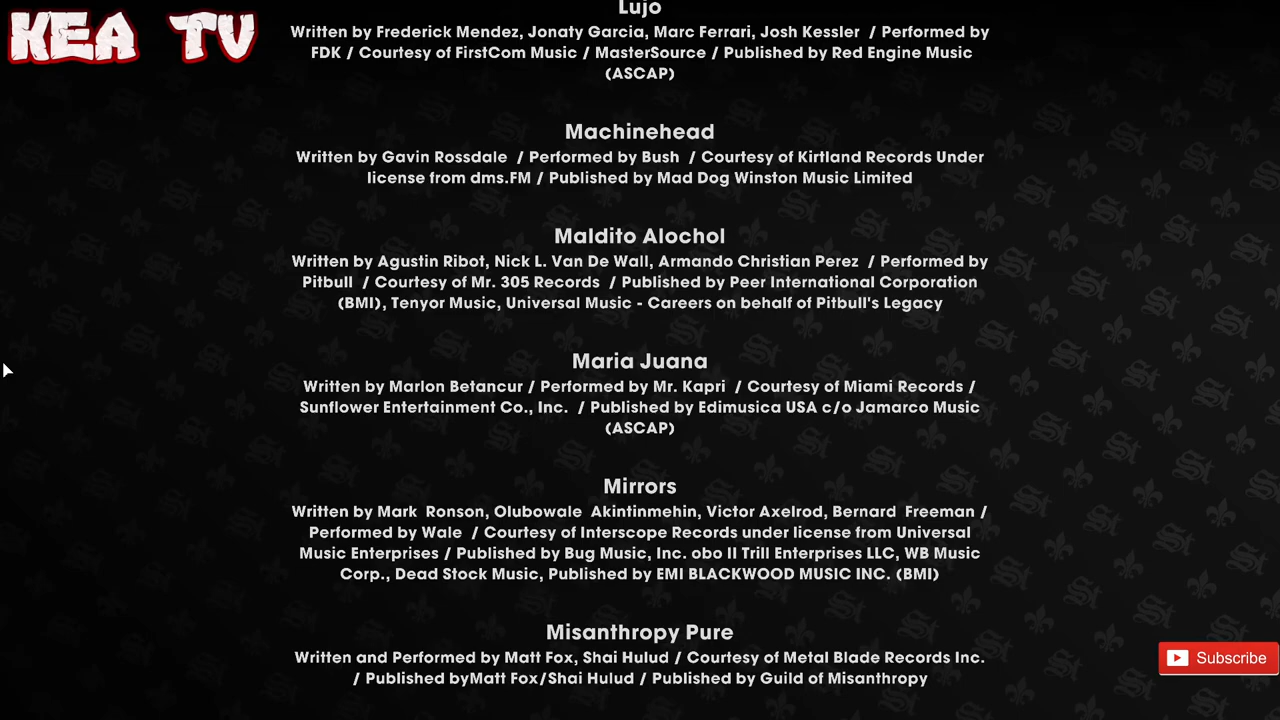 KEA TV
Lujo
Written by Frederick Mendez, Jonaty Garcia, Marc Ferrari, Josh Kessler / Performed by
FDK / Courtesy of FirstCom Music / MasterSource / Published by Red Engine Music
(ASCAP)
Machinehead
Written by Gavin Rossdale / Performed by Bush / Courtesy of Kirtland Records Under
license from dms.FM / Published by Mad Dog Winston Music Limited
Maldito Alochol
Written by Agustin Ribot, Nick L. Van De Wall, Armando Christian Perez / Performed by
Pitbull / Courtesy of Mr. 305 Records / Published by Peer International Corporation
(BMI), Tenyor Music, Universal Music - Careers on behalf of Pitbull's Legacy
Maria Juana
Written by Marlon Betancur / Performed by Mr. Kapri / Courtesy of Miami Records /
Sunflower Entertainment Co., Inc. / Published by Edimusica USA c/o Jamarco Music
(ASCAP)
Mirrors
Written by Mark Ronson, Olubowale Akintinmehin, Victor Axelrod, Bernard Freeman /
Performed by Wale / Courtesy of Interscope Records under license from Universal
Music Enterprises / Published by Bug Music, Inc. obo II Trill Enterprises LLC, WB Music
Corp., Dead Stock Music, Published by EMI BLACKWOOD MUSIC INC. (BMI)
Misanthropy Pure
Written and Performed by Matt Fox, Shai Hulud / Courtesy of Metal Blade Records Inc.
/ Published byMatt Fox/Shai Hulud / Published by Guild of Misanthropy
Subscribe